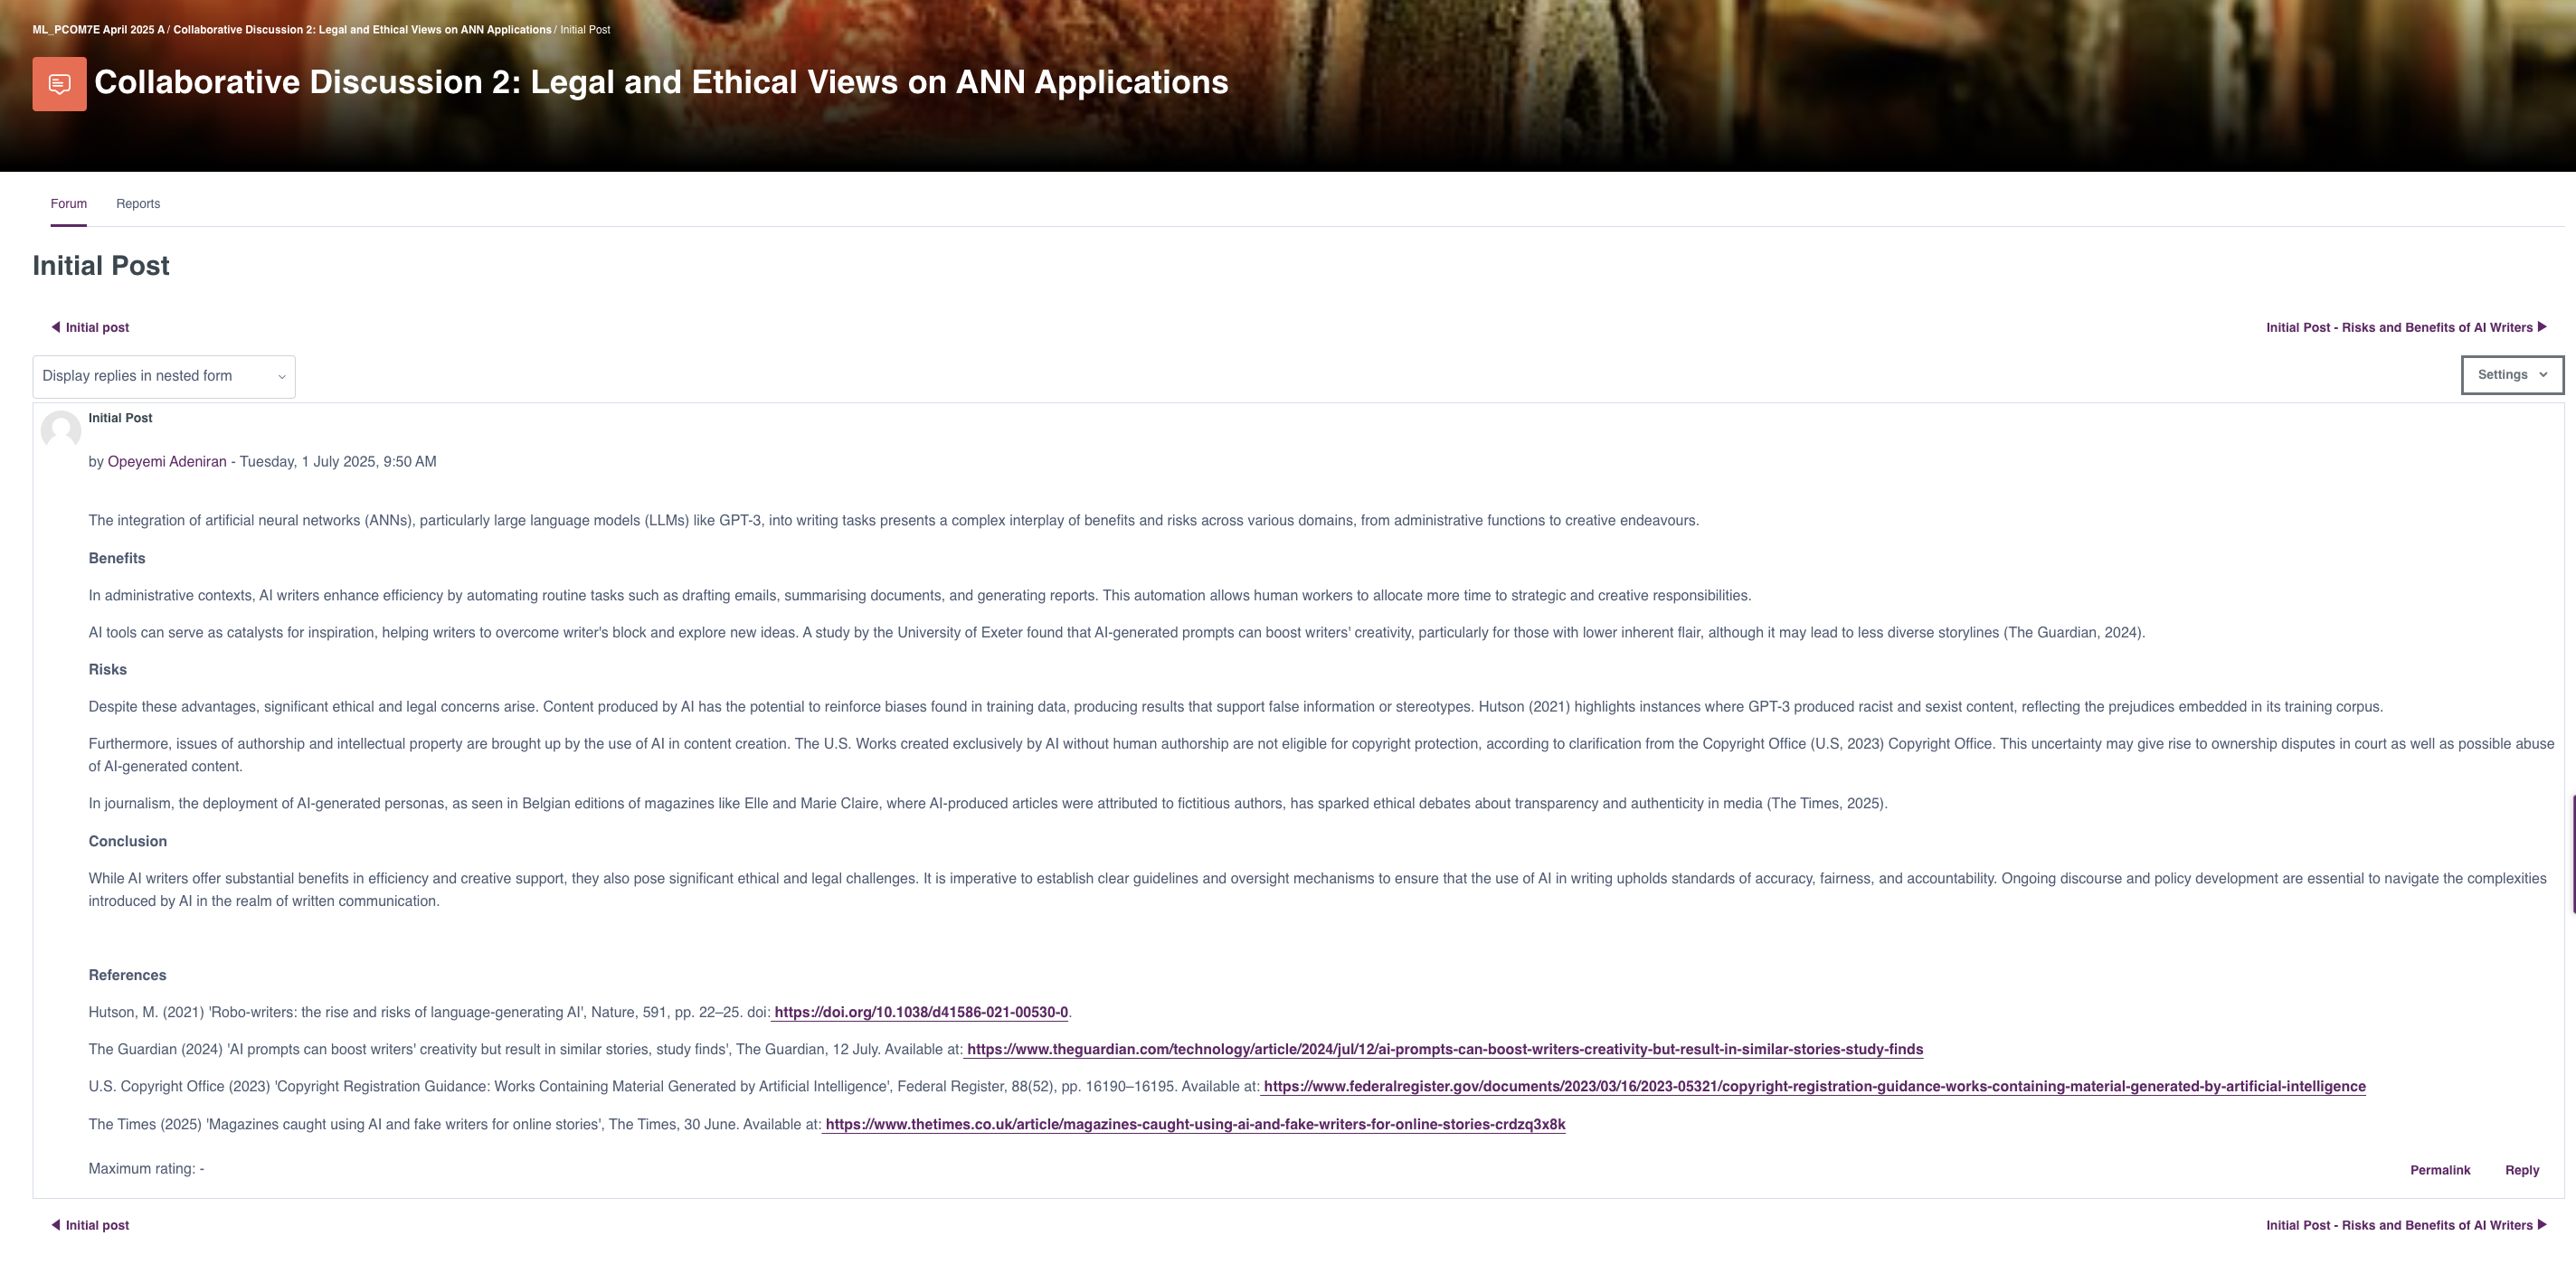 ML_PCOM7E April 2025 A / Collaborative Discussion 2: Legal and Ethical Views on ANN Applications / Initial Post
Collaborative Discussion 2: Legal and Ethical Views on ANN Applications
Forum Reports
Initial Post
Initial post
Initial Post - Risks and Benefits of AI Writers
Display replies in nested form
Settings
Initial Post
by Opeyemi Adeniran - Tuesday, 1 July 2025, 9:50 AM
The integration of artificial neural networks (ANNs), particularly large language models (LLMs) like GPT-3, into writing tasks presents a complex interplay of benefits and risks across various domains, from administrative functions to creative endeavours.
Benefits
In administrative contexts, AI writers enhance efficiency by automating routine tasks such as drafting emails, summarising documents, and generating reports. This automation allows human workers to allocate more time to strategic and creative responsibilities.
AI tools can serve as catalysts for inspiration, helping writers to overcome writer's block and explore new ideas. A study by the University of Exeter found that AI-generated prompts can boost writers' creativity, particularly for those with lower inherent flair, although it may lead to less diverse storylines (The Guardian, 2024).
Risks
Despite these advantages, significant ethical and legal concerns arise. Content produced by AI has the potential to reinforce biases found in training data, producing results that support false information or stereotypes. Hutson (2021) highlights instances where GPT-3 produced racist and sexist content, reflecting the prejudices embedded in its training corpus.
Furthermore, issues of authorship and intellectual property are brought up by the use of AI in content creation. The U.S. Works created exclusively by AI without human authorship are not eligible for copyright protection, according to clarification from the Copyright Office (U.S, 2023) Copyright Office. This uncertainty may give rise to ownership disputes in court as well as possible abuse
of AI-generated content.
In journalism, the deployment of AI-generated personas, as seen in Belgian editions of magazines like Elle and Marie Claire, where AI-produced articles were attributed to fictitious authors, has sparked ethical debates about transparency and authenticity in media (The Times, 2025).
Conclusion
While AI writers offer substantial benefits in efficiency and creative support, they also pose significant ethical and legal challenges. It is imperative to establish clear guidelines and oversight mechanisms to ensure that the use of AI in writing upholds standards of accuracy, fairness, and accountability. Ongoing discourse and policy development are essential to navigate the complexities
introduced by AI in the realm of written communication.
References
Hutson, M. (2021) 'Robo-writers: the rise and risks of language-generating AI', Nature, 591, pp. 22–25. doi: https://doi.org/10.1038/d41586-021-00530-0.
The Guardian (2024) 'AI prompts can boost writers' creativity but result in similar stories, study finds', The Guardian, 12 July. Available at: https://www.theguardian.com/technology/article/2024/jul/12/ai-prompts-can-boost-writers-creativity-but-result-in-similar-stories-study-finds
U.S. Copyright Office (2023) 'Copyright Registration Guidance: Works Containing Material Generated by Artificial Intelligence', Federal Register, 88(52), pp. 16190–16195. Available at: https://www.federalregister.gov/documents/2023/03/16/2023-05321/copyright-registration-guidance-works-containing-material-generated-by-artificial-intelligence
The Times (2025) 'Magazines caught using AI and fake writers for online stories', The Times, 30 June. Available at: https://www.thetimes.co.uk/article/magazines-caught-using-ai-and-fake-writers-for-online-stories-crdzq3x8k
Maximum rating: -
Permalink Reply
Initial post
Initial Post - Risks and Benefits of AI Writers